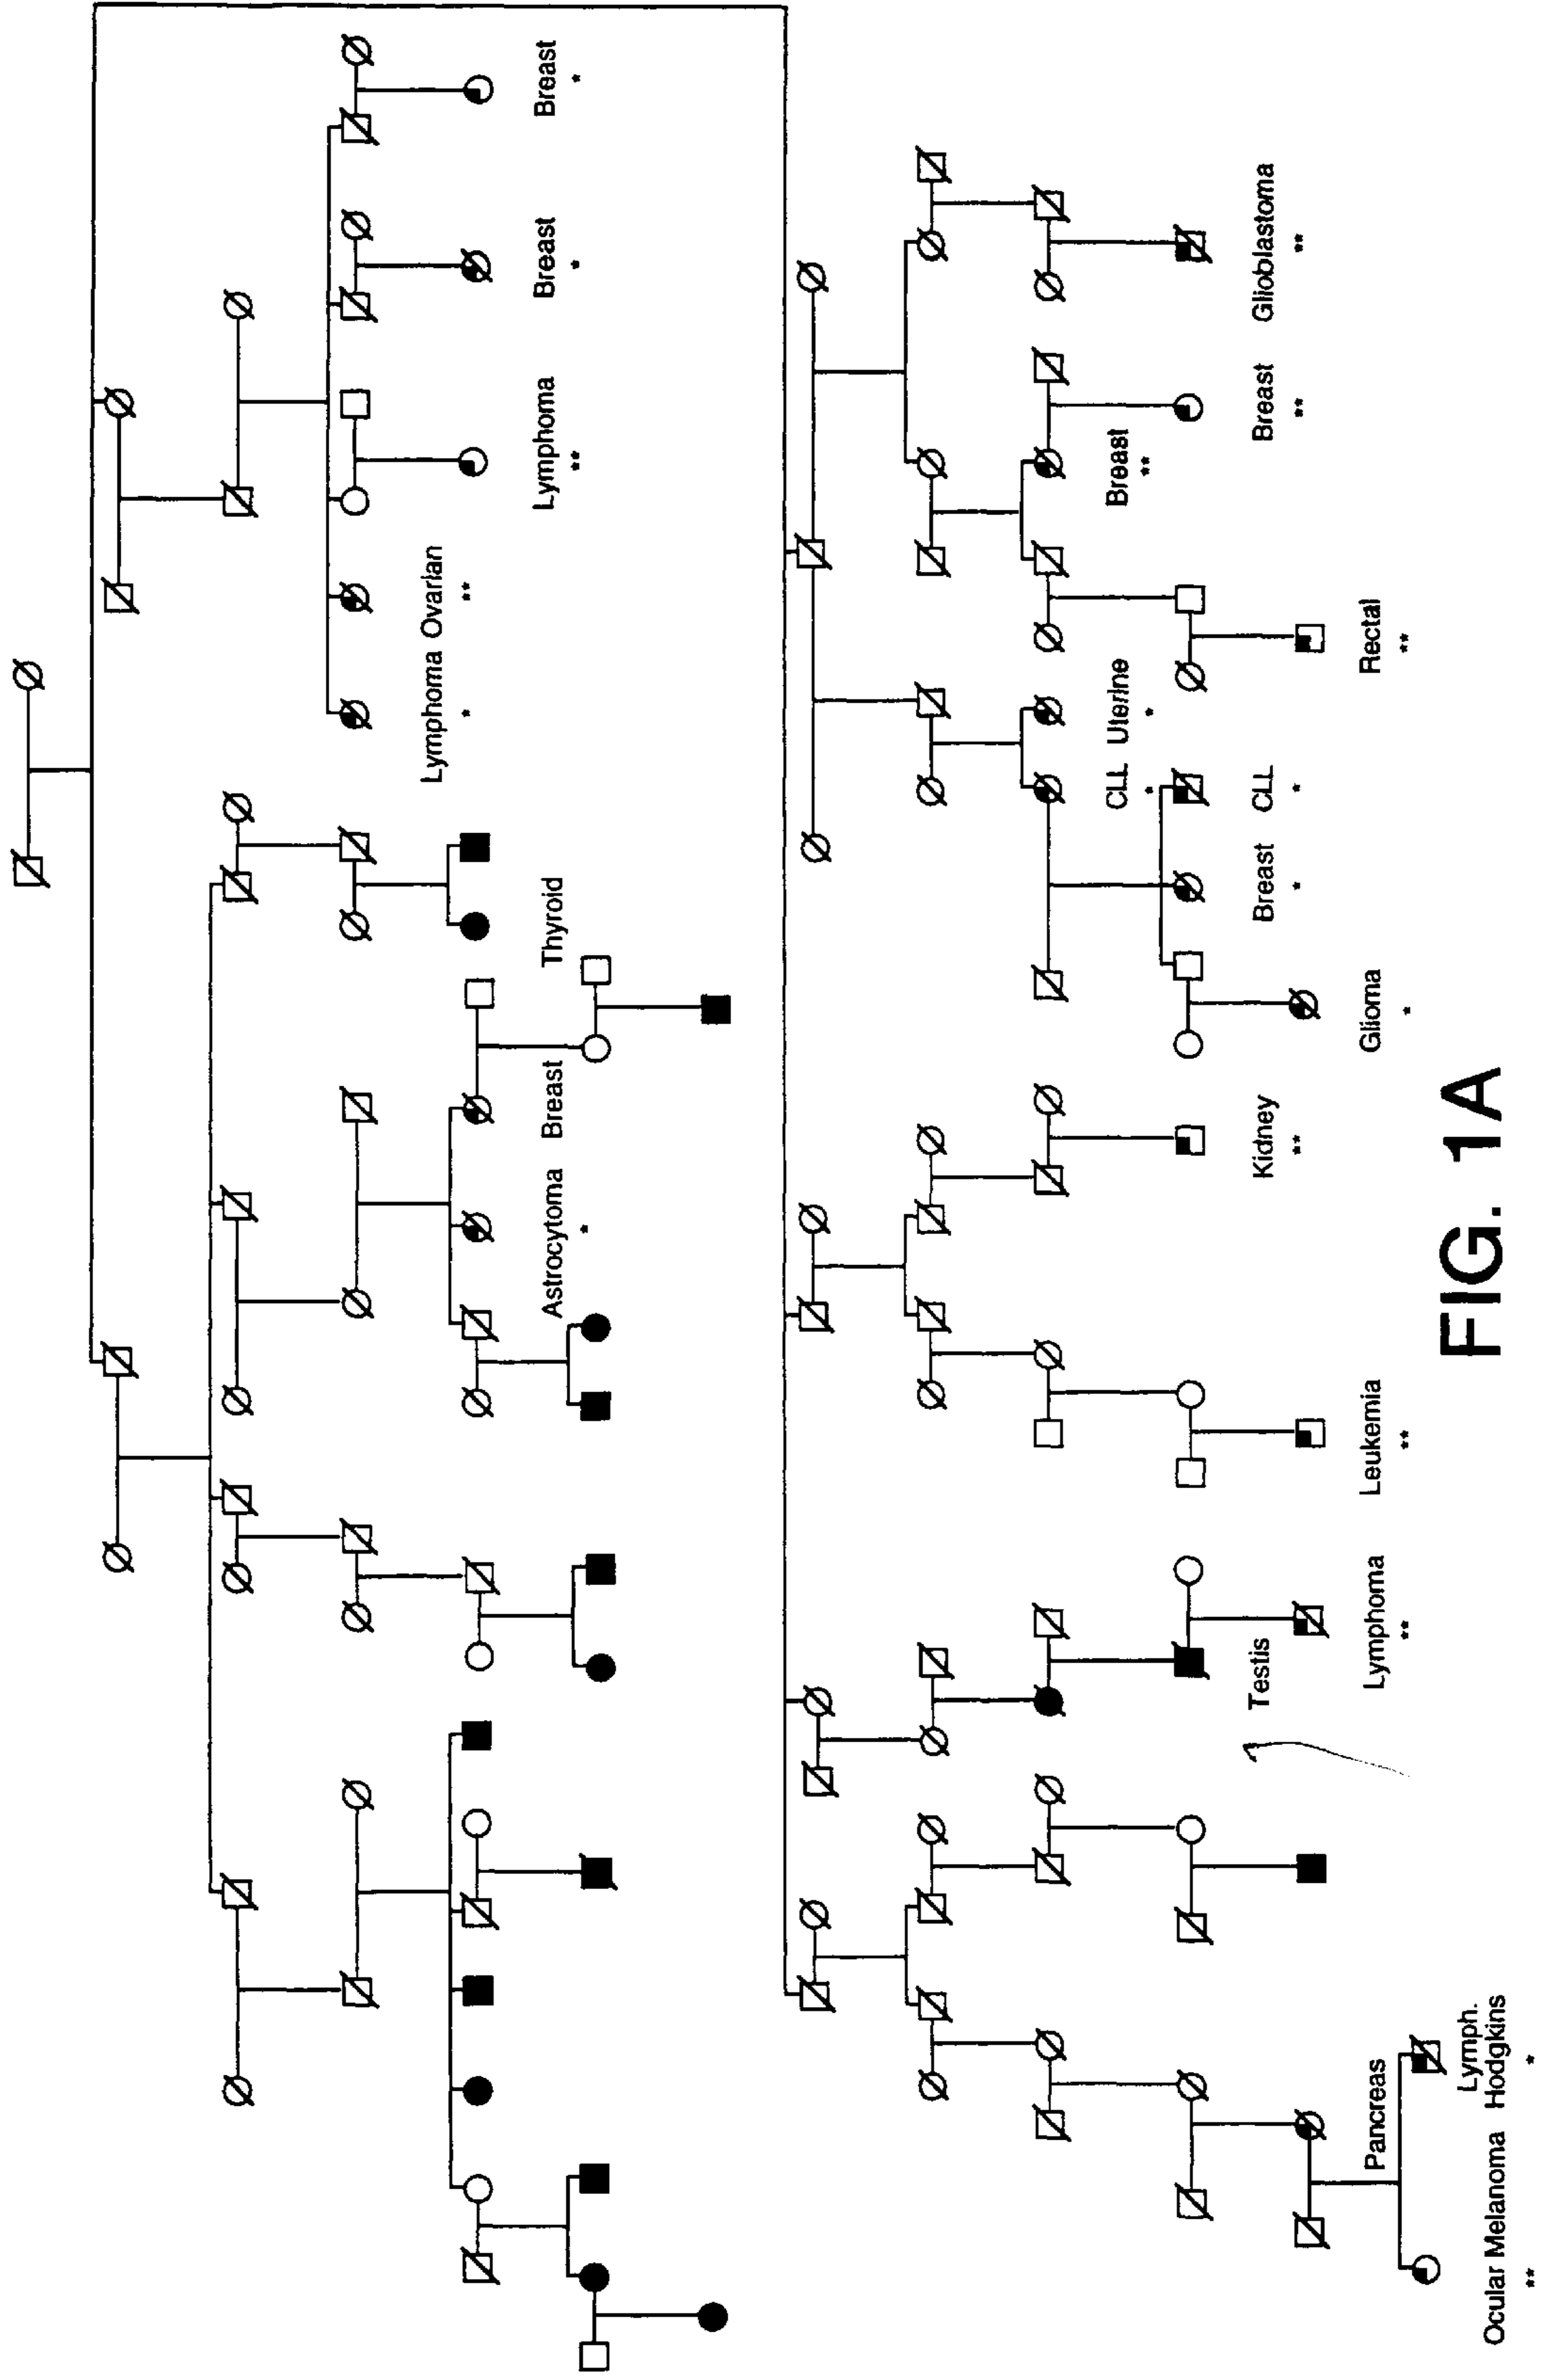 Lymphoma Ovarian
*
**
Lymphoma
**
Breast
*
Breast
*
Astrocytoma
*
Breast
Thyroid
Breast
**
CLL
*
Uterine
*
Testis
Kidney
**
Breast
*
CLL
*
Breast
**
Glioblastoma
**
Pancreas
Lymphoma
**
Leukemia
**
Glioma
*
Rectal
**
Ocular Melanoma
**
Lymph.
Hodgkins
*
FIG. 1A